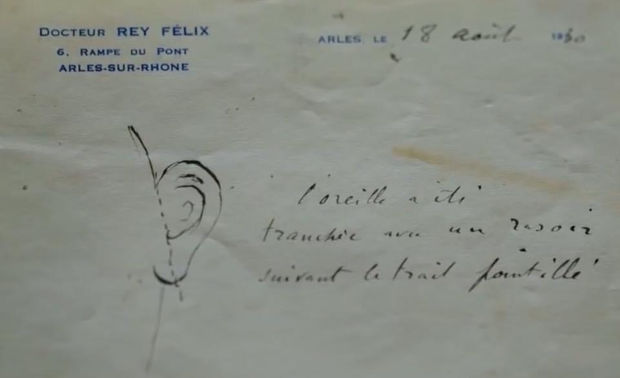 DOCTEUR REY FÉLIX
6, RAMPE DU PONT
ARLES-SUR-RHONE
ARLES, LE 18 août 1930
l'oreille a été
tranchée avec un rasoir
suivant le trait pointillé